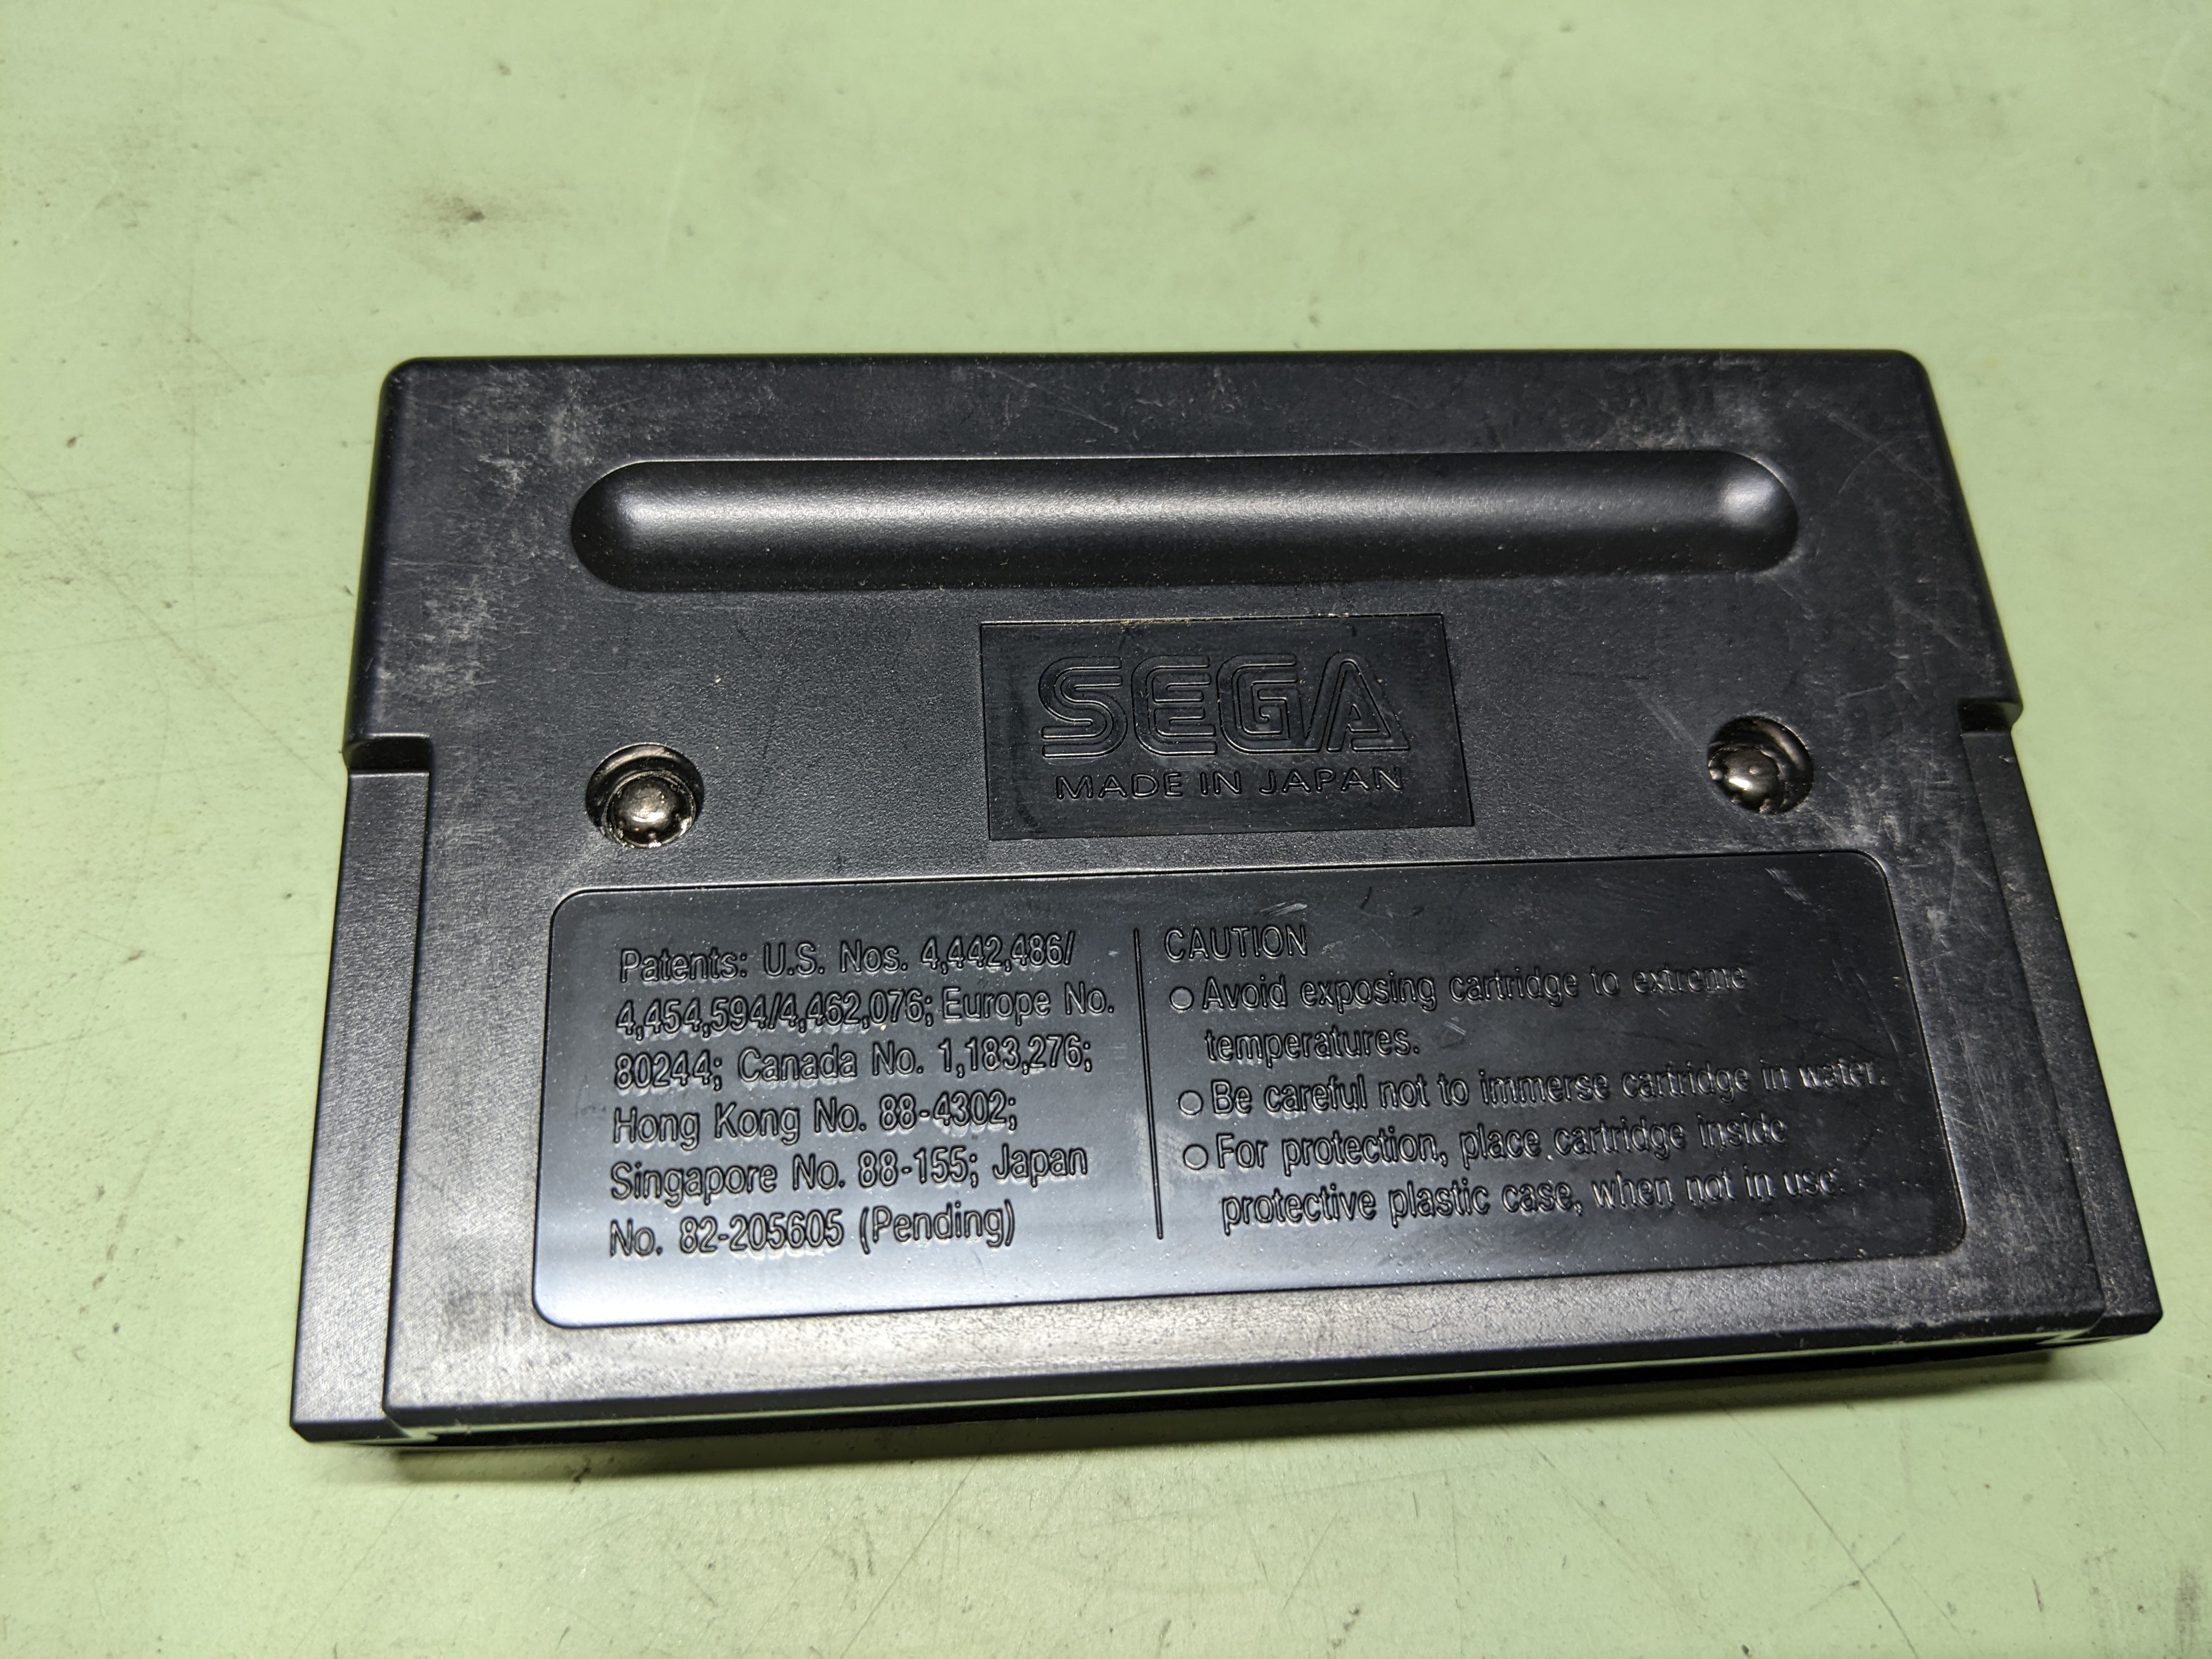 SEGA
MADE IN JAPAN
Patents: U.S. Nos. 4,442,486/
4,454,594/4,462,076; Europe No.
80244; Canada No. 1,183,276;
Hong Kong No. 88-4302;
Singapore No. 88-155; Japan
No. 82-205605 (Pending)
CAUTION
○ Avoid exposing cartridge to extreme
temperatures.
○ Be careful not to immerse cartridge in water.
○ For protection, place cartridge inside
protective plastic case, when not in use.